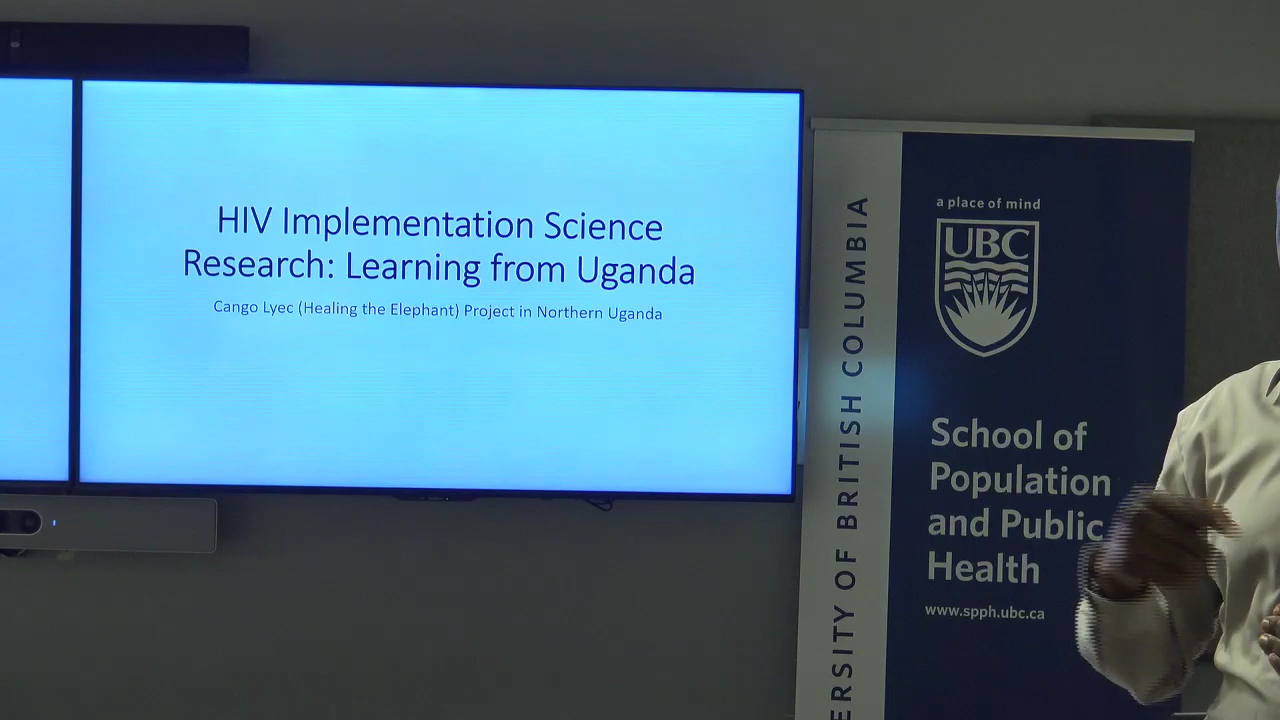 HIV Implementation Science
Research: Learning from Uganda
Cango Lyec (Healing the Elephant) Project in Northern Uganda
ERSITY OF BRITISH COLUMBIA
a place of mind
UBC
School of
Population
and Public
Health
www.spph.ubc.ca